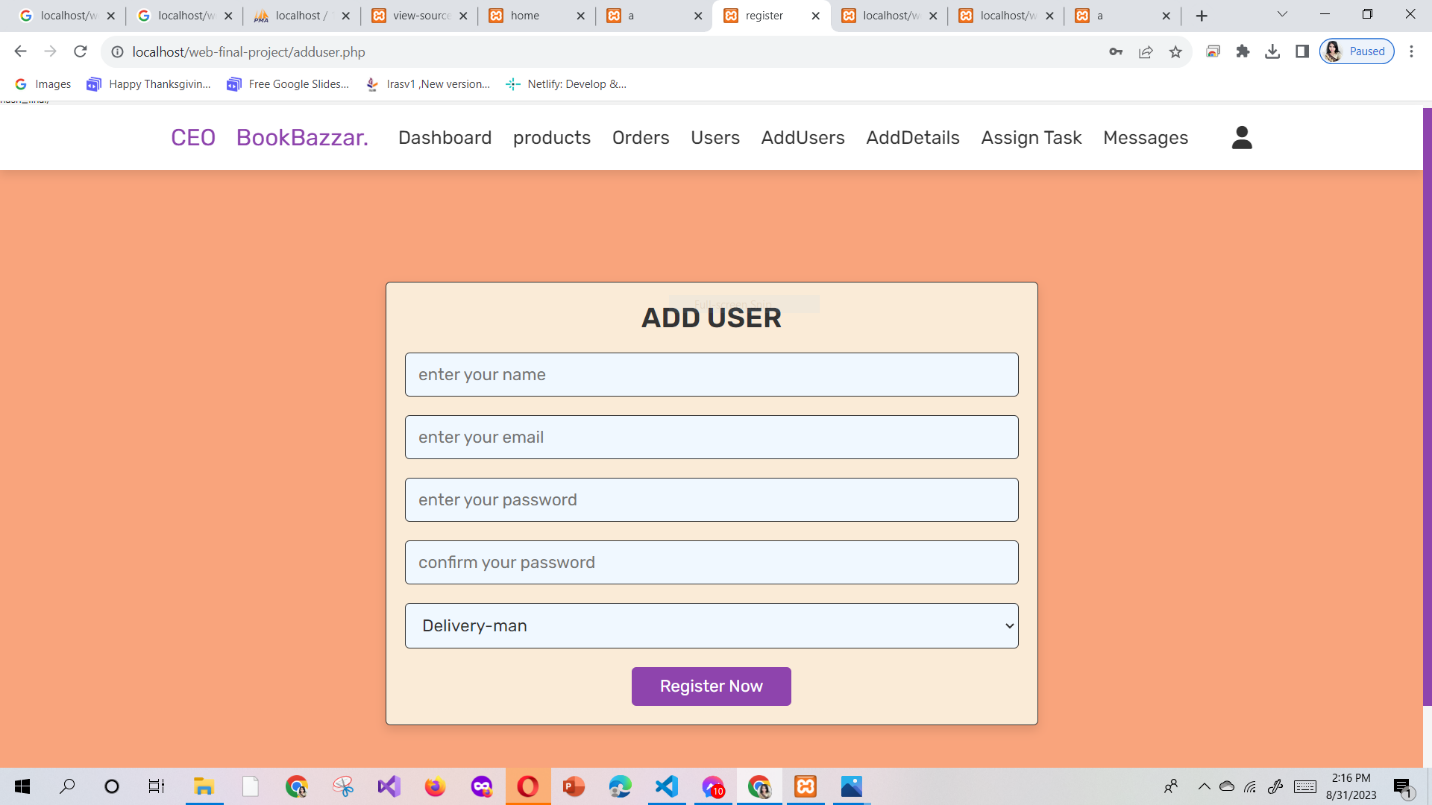 localhost/w
localhost/w
localhost /
view-source
home
a
register
localhost/w
localhost/w
a
localhost/web-final-project/adduser.php
Paused
Images
Happy Thanksgivin...
Free Google Slides...
Irasv1 ,New version...
Netlify: Develop &...
CEO BookBazzar. Dashboard products Orders Users AddUsers AddDetails Assign Task Messages
ADD USER
enter your name
enter your email
enter your password
confirm your password
Delivery-man
Register Now
10
2:16 PM
8/31/2023
1